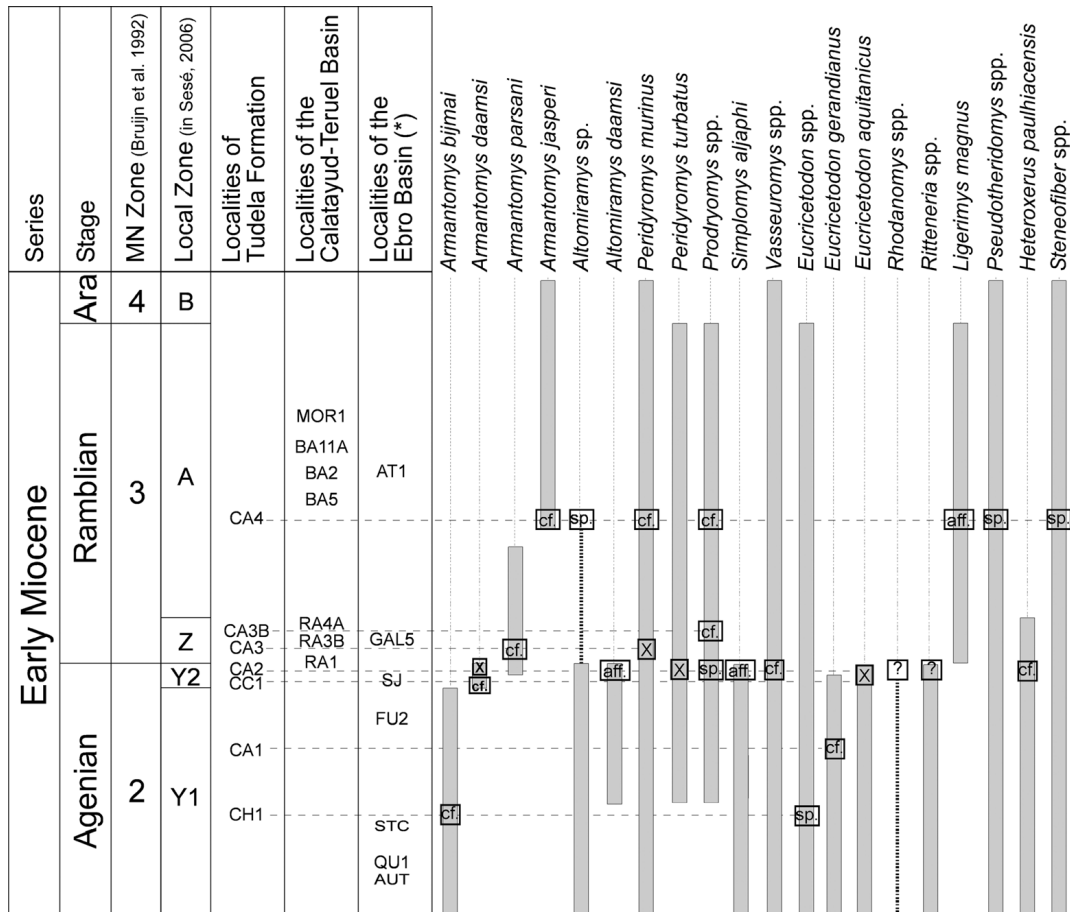 Series
Stage
MN Zone (Bruijn et al. 1992)
Local Zone (in Sesé, 2006)
Localities of
Tudela Formation
Localities of the
Calatayud-Teruel Basin
Localities of the
Ebro Basin (*)
Armantomys bijmai
Armantomys daamsi
Armantomys parsani
Armantomys jasperi
Altomiramys sp.
Altomiramys daamsi
Peridyromys murinus
Peridyromys turbatus
Prodryomys spp.
Simplomys aljaphi
Vasseuromys spp.
Eucricetodon spp.
Eucricetodon gerandianus
Eucricetodon aquitanicus
Rhodanomys spp.
Ritteneria spp.
Ligerimys magnus
Pseudotheridomys spp.
Heteroxerus paulhiacensis
Steneofiber spp.
Early Miocene
Ara
4
B
Ramblian
3
A
MOR1
BA11A
BA2
AT1
BA5
CA4
cf.
sp.
cf.
cf.
aff.
sp.
sp.
Z
RA4A
CA3B
cf.
RA3B
GAL5
CA3
cf.
X
RA1
Agenian
2
Y2
CA2
x
aff.
X
sp.
aff.
cf.
X
?
?
cf.
CC1
SJ
cf.
Y1
FU2
CA1
cf.
CH1
cf.
sp.
STC
QU1
AUT